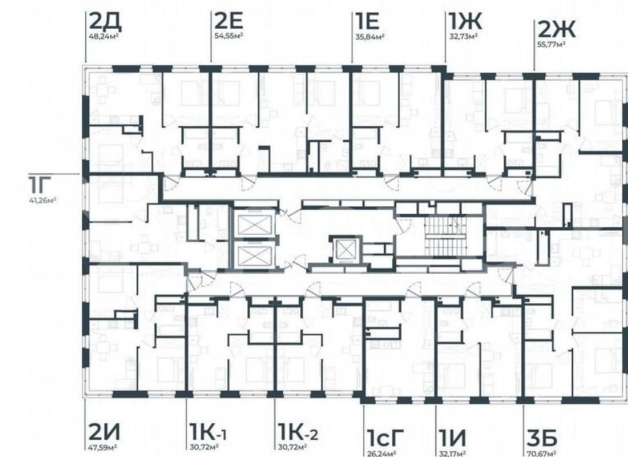 2Д
48,24м²
2Е
54,55м²
1Е
35,84м²
1Ж
32,73м²
2Ж
55,77м²
1Г
41,26м²
2И
47,59м²
1К-1
30,72м²
1К-2
30,72м²
1сГ
26,24м²
1И
32,17м²
3Б
70,67м²